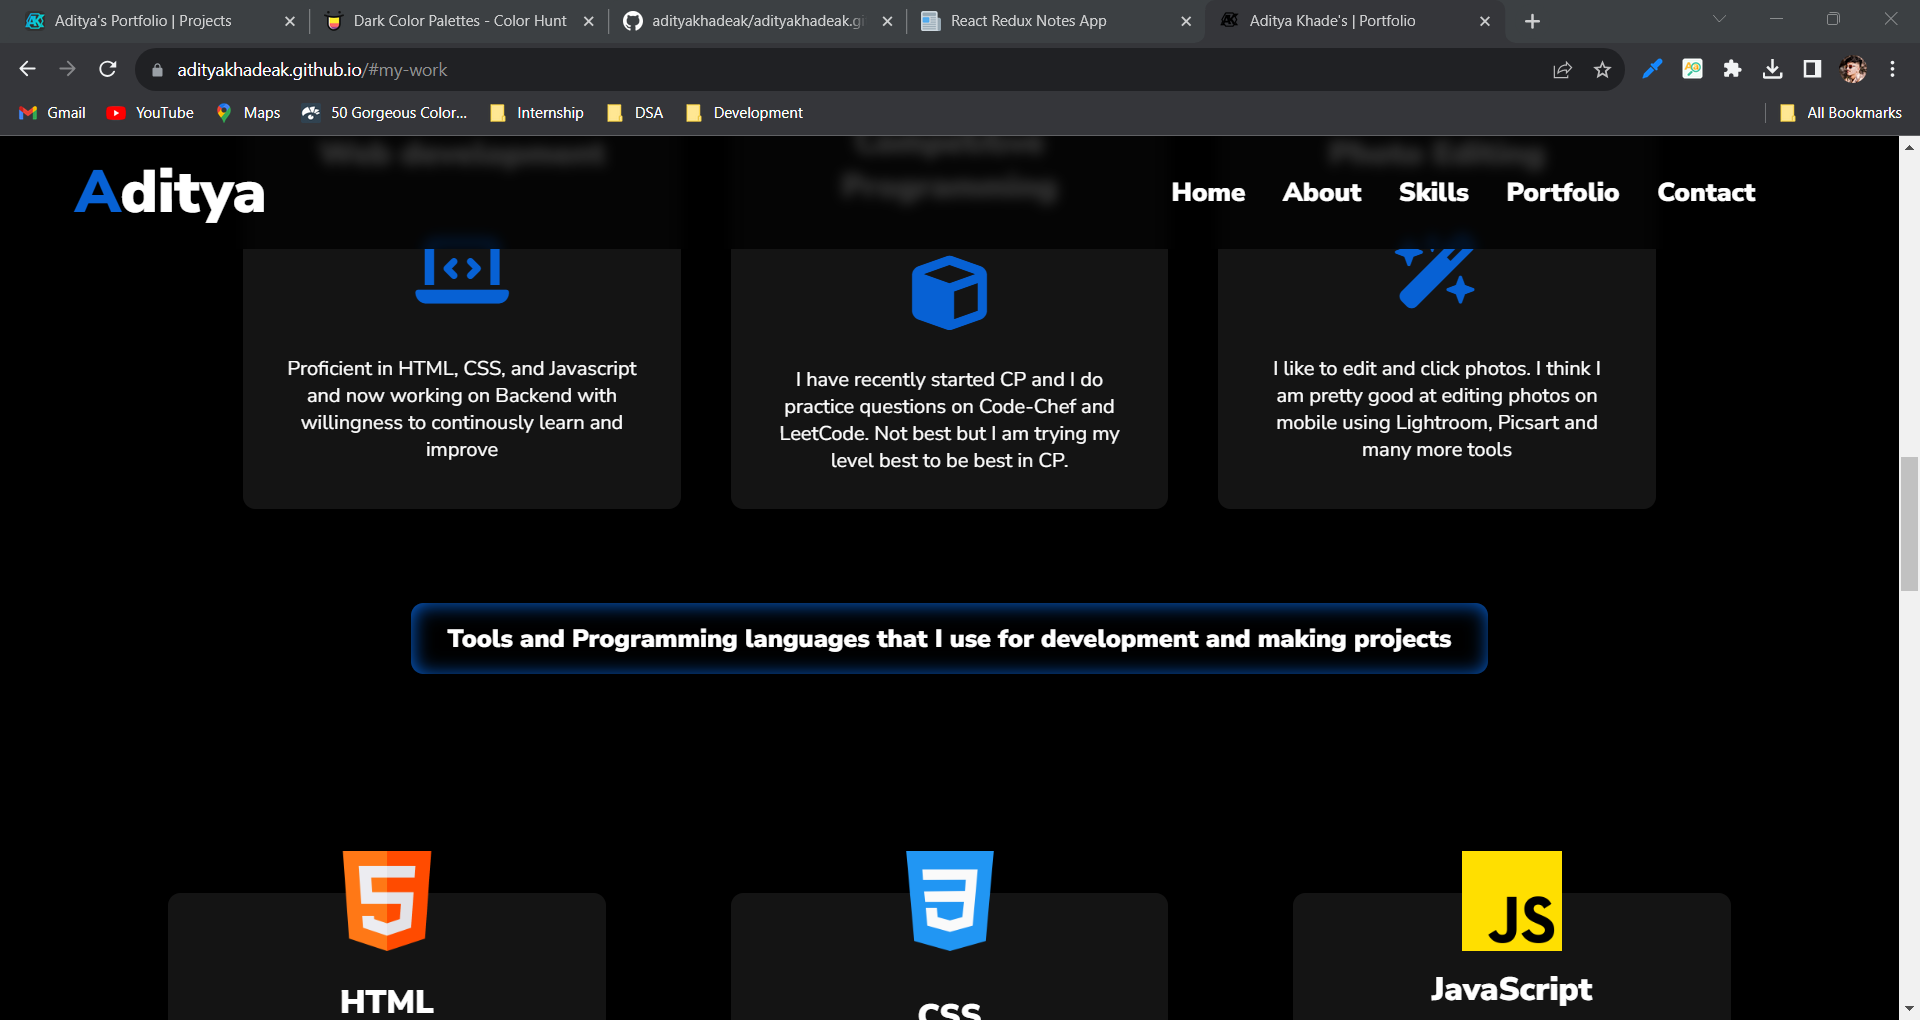 Aditya's Portfolio | Projects
Dark Color Palettes - Color Hunt
adityakhadeak/adityakhadeak.gi
React Redux Notes App
Aditya Khade's | Portfolio
adityakhadeak.github.io/#my-work
Gmail
YouTube
Maps
50 Gorgeous Color...
Internship
DSA
Development
All Bookmarks
Web development
Competitive
Programming
Photo Editing
Aditya
Home
About
Skills
Portfolio
Contact
Proficient in HTML, CSS, and Javascript
and now working on Backend with
willingness to continously learn and
improve
I have recently started CP and I do
practice questions on Code-Chef and
LeetCode. Not best but I am trying my
level best to be best in CP.
I like to edit and click photos. I think I
am pretty good at editing photos on
mobile using Lightroom, Picsart and
many more tools
Tools and Programming languages that I use for development and making projects
JS
HTML
CSS
JavaScript